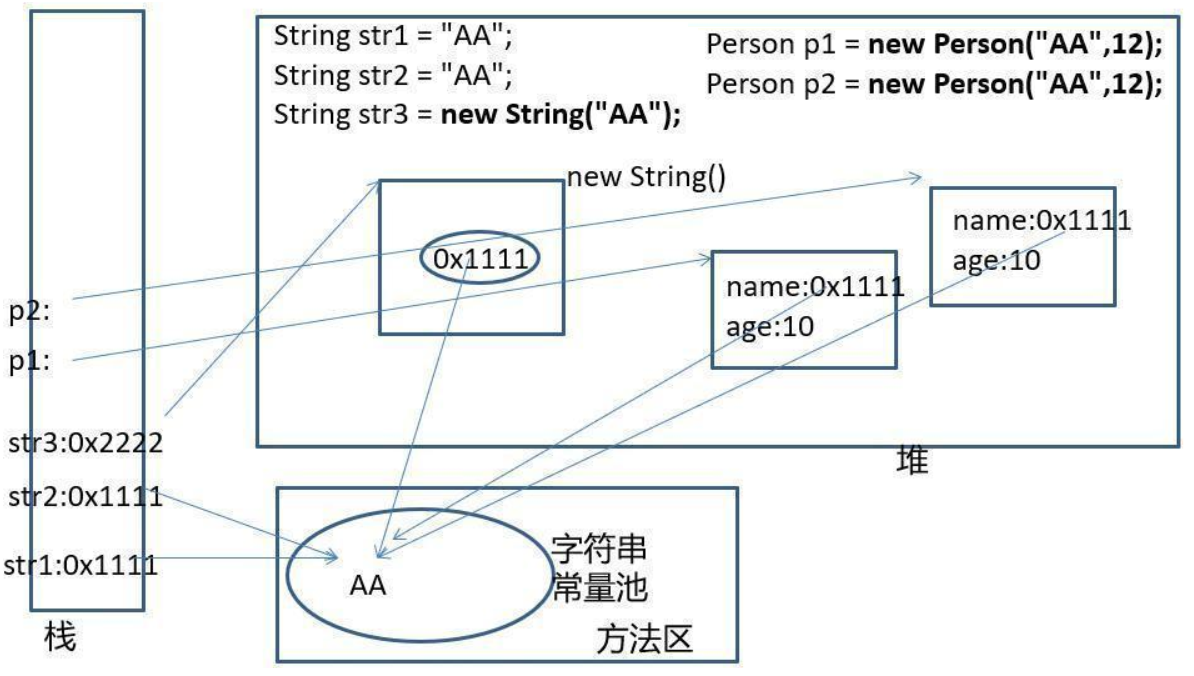 String str1 = "AA";
String str2 = "AA";
String str3 = new String("AA");
Person p1 = new Person("AA",12);
Person p2 = new Person("AA",12);
new String()
0x1111
name:0x1111
age:10
name:0x1111
age:10
p2:
p1:
str3:0x2222
str2:0x1111
str1:0x1111
栈
堆
AA
字符串
常量池
方法区